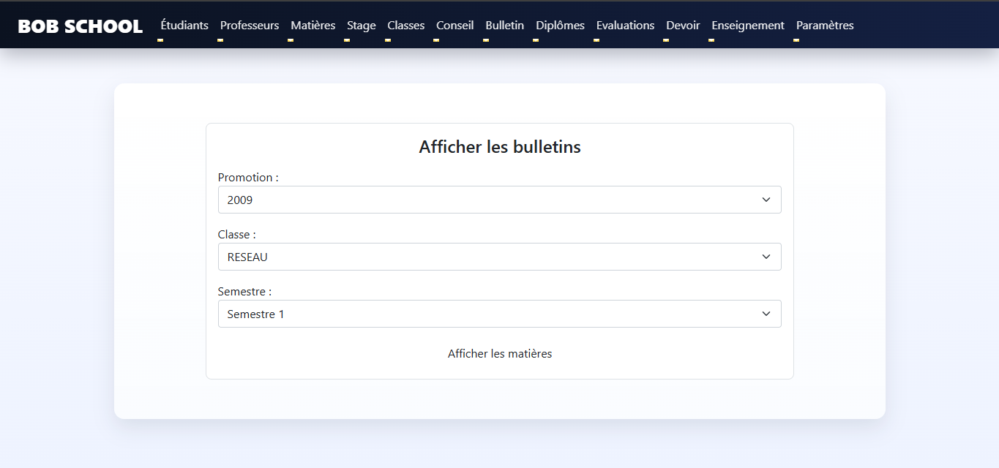 BOB SCHOOL Étudiants Professeurs Matières Stage Classes Conseil Bulletin Diplômes Evaluations Devoir Enseignement Paramètres
Afficher les bulletins
Promotion :
2009
Classe :
RESEAU
Semestre :
Semestre 1
Afficher les matières